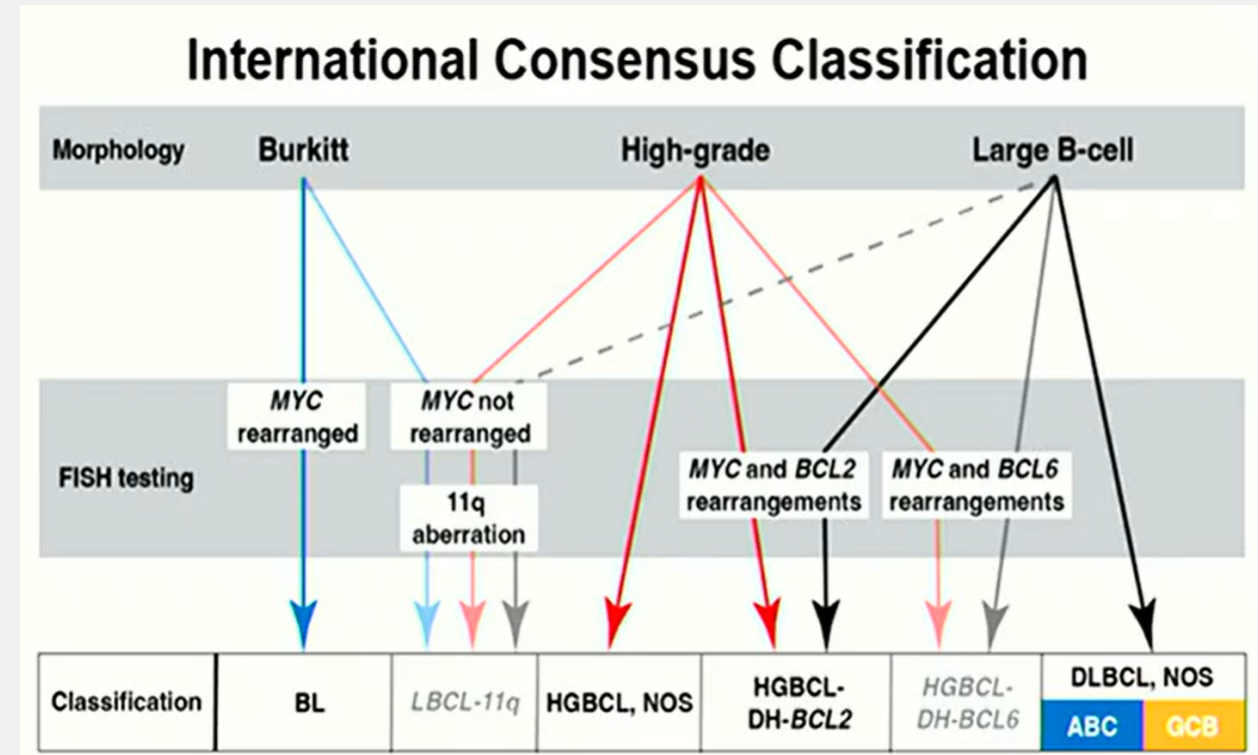 International Consensus Classification
Morphology Burkitt High-grade Large B-cell
MYC
rearranged
MYC not
rearranged
FISH testing
11q
aberration
MYC and BCL2
rearrangements
MYC and BCL6
rearrangements
Classification
BL
LBCL-11q
HGBCL, NOS
HGBCL-
DH-BCL2
HGBCL-
DH-BCL6
DLBCL, NOS
ABC GCB